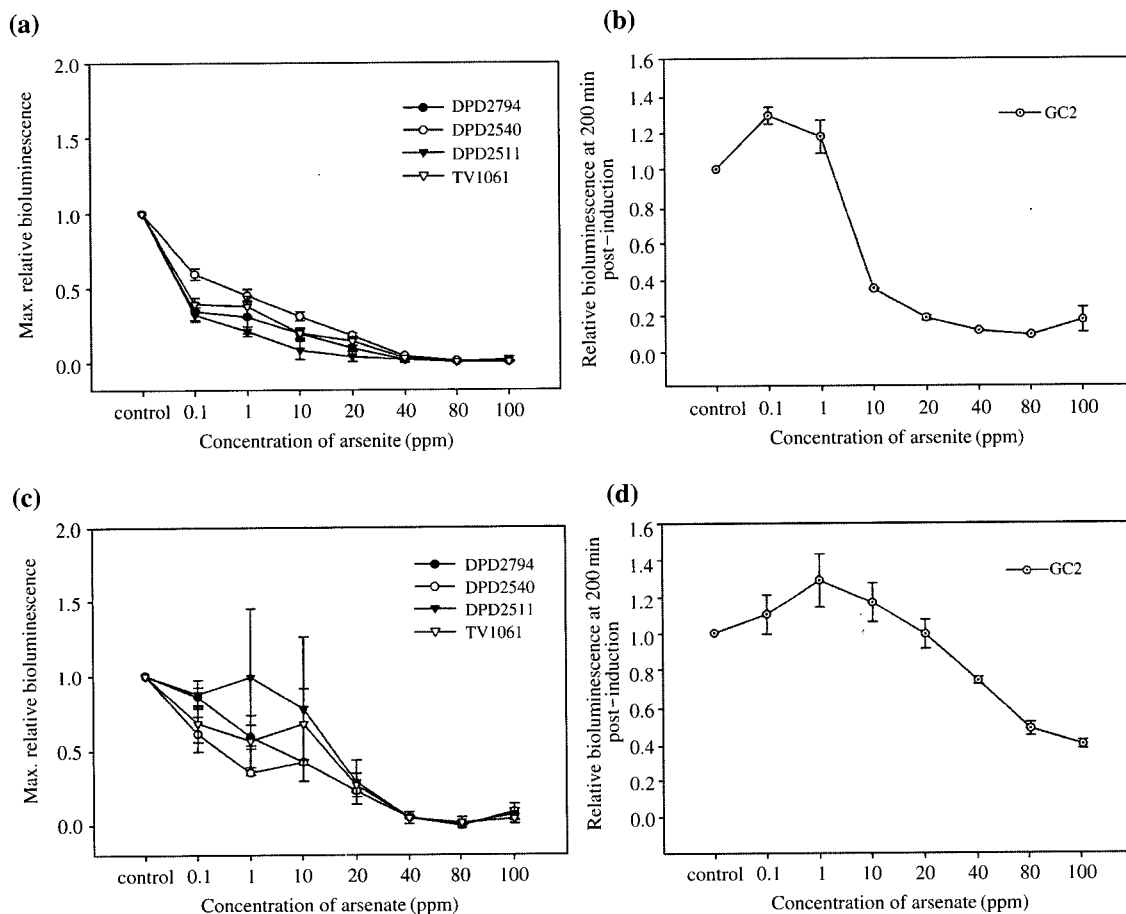 (a)
Max. relative bioluminescence
2.0
1.5
1.0
0.5
0.0
DPD2794
DPD2540
DPD2511
TV1061
control 0.1 1 10 20 40 80 100
Concentration of arsenite (ppm)
(b)
Relative bioluminescence at 200 min
post-induction
1.6
1.4
1.2
1.0
0.8
0.6
0.4
0.2
0.0
GC2
control 0.1 1 10 20 40 80 100
Concentration of arsenite (ppm)
(c)
Max. relative bioluminescence
2.0
1.5
1.0
0.5
0.0
DPD2794
DPD2540
DPD2511
TV1061
control 0.1 1 10 20 40 80 100
Concentration of arsenate (ppm)
(d)
Relative bioluminescence at 200 min
post-induction
1.6
1.4
1.2
1.0
0.8
0.6
0.4
0.2
0.0
GC2
control 0.1 1 10 20 40 80 100
Concentration of arsenate (ppm)